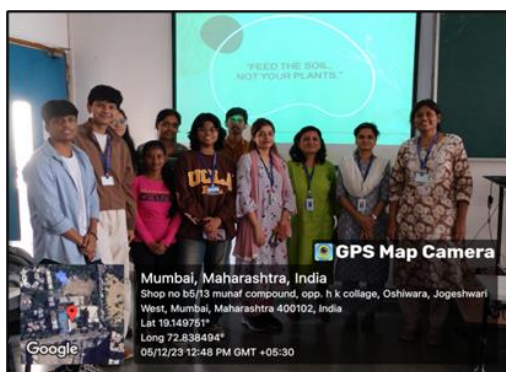 "FEED THE SOIL,
NOT YOUR PLANTS."
UCLA
GPS Map Camera
Mumbai, Maharashtra, India
Shop no b5/13 munaf compound, opp. h k collage, Oshiwara, Jogeshwari
West, Mumbai, Maharashtra 400102, India
Lat 19.149751°
Long 72.838494°
05/12/23 12:48 PM GMT +05:30
Google